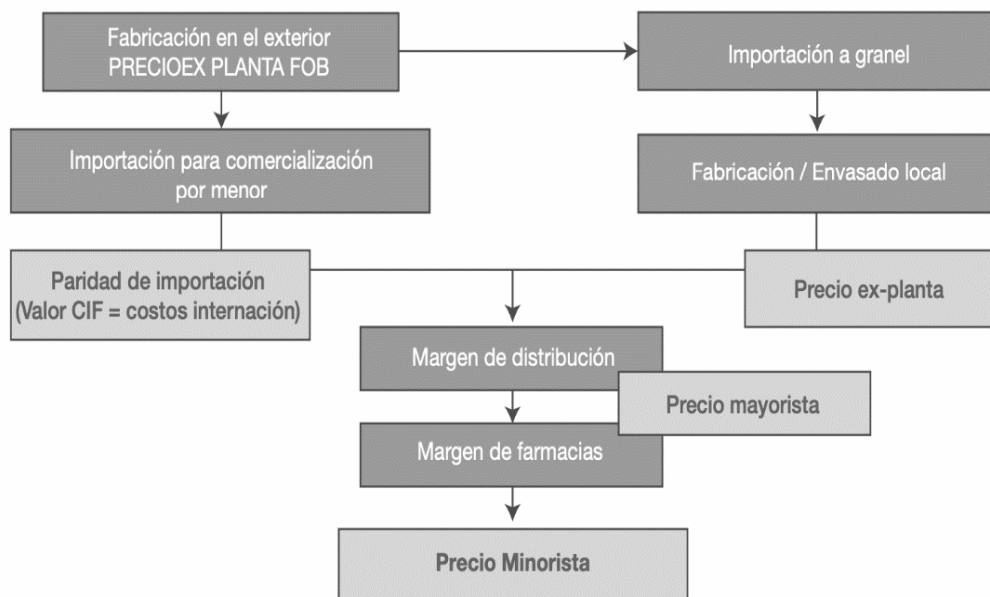 Fabricación en el exterior
PRECIOEX PLANTA FOB
Importación a granel
Importación para comercialización
por menor
Fabricación / Envasado local
Paridad de importación
(Valor CIF = costos internación)
Precio ex-planta
Margen de distribución
Precio mayorista
Margen de farmacias
Precio Minorista